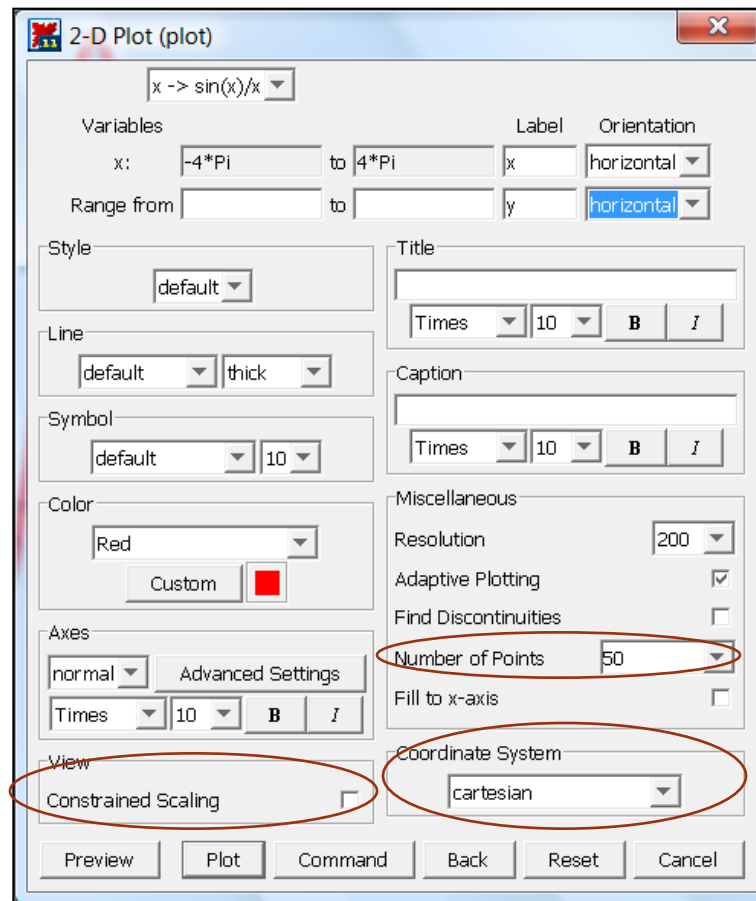 11
2-D Plot (plot)
x -> sin(x)/x
Variables Label Orientation
x: -4*Pi to 4*Pi x horizontal
Range from to y horizontal
Style
default
Line
default thick
Symbol
default 10
Color
Red
Custom
Axes
normal Advanced Settings
Times 10 B I
View
Constrained Scaling
Title
Times 10 B I
Caption
Times 10 B I
Miscellaneous
Resolution 200
Adaptive Plotting
Find Discontinuities
Number of Points 50
Fill to x-axis
Coordinate System
cartesian
Preview Plot Command Back Reset Cancel